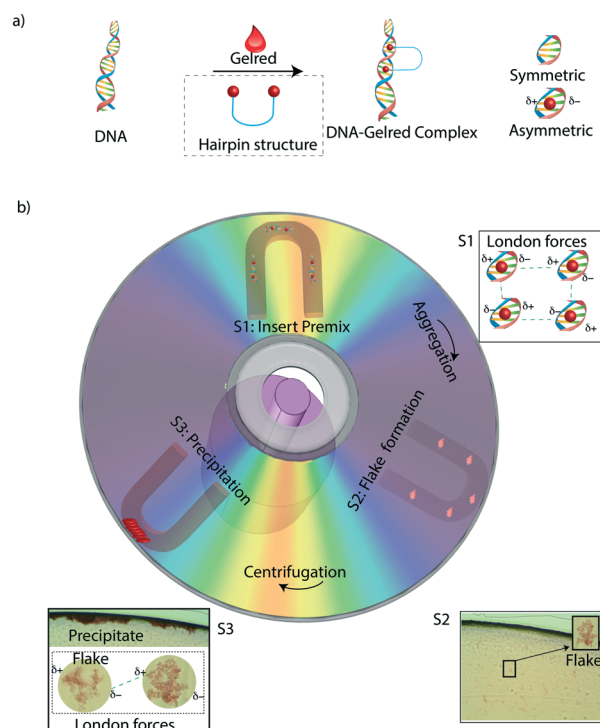 a)
Gelred
DNA
Hairpin structure
DNA-Gelred Complex
Symmetric
δ+ δ−
Asymmetric
b)
S1 London forces
δ+ δ− δ+ δ−
δ− δ+ δ− δ+
S1: Insert Premix
Aggregation
S2: Flake formation
S3: Precipitation
Centrifugation
S3
Precipitate
Flake
δ+ δ− δ+ δ−
London forces
S2
Flake